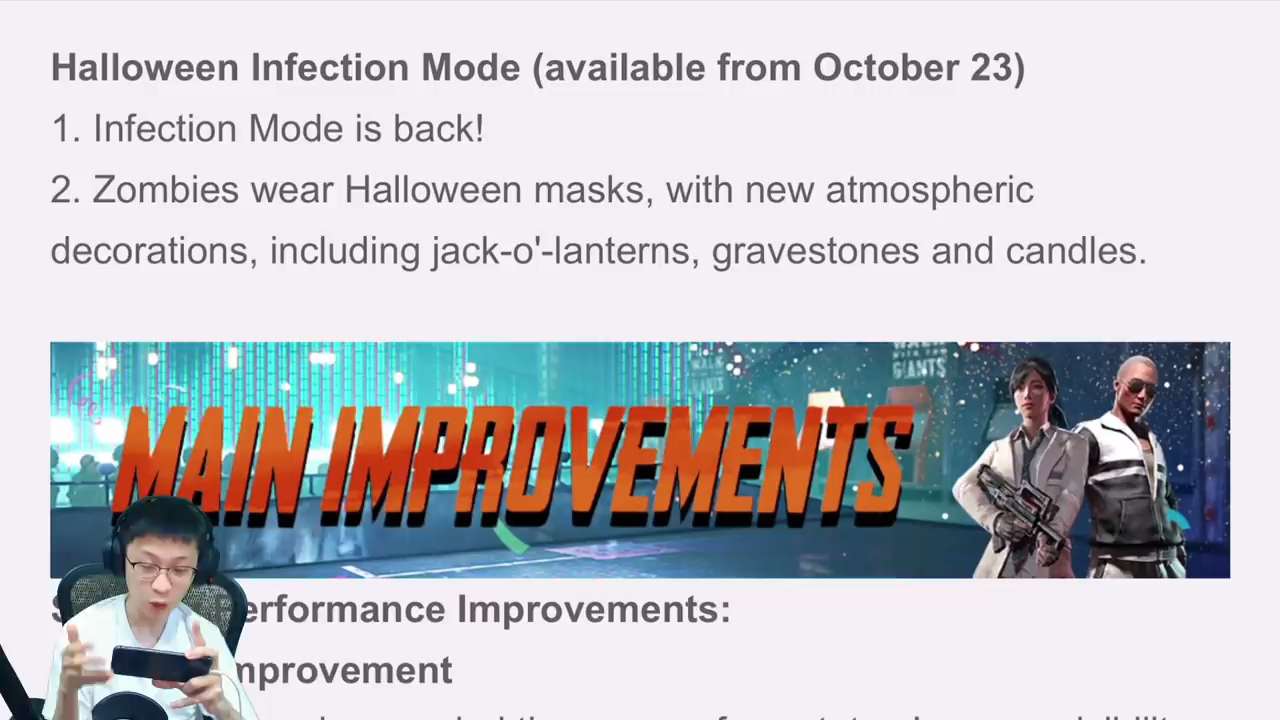 Halloween Infection Mode (available from October 23)
1. Infection Mode is back!
2. Zombies wear Halloween masks, with new atmospheric
decorations, including jack-o'-lanterns, gravestones and candles.
GIANTS
MAIN IMPROVEMENTS
erformance Improvements:
mprovement